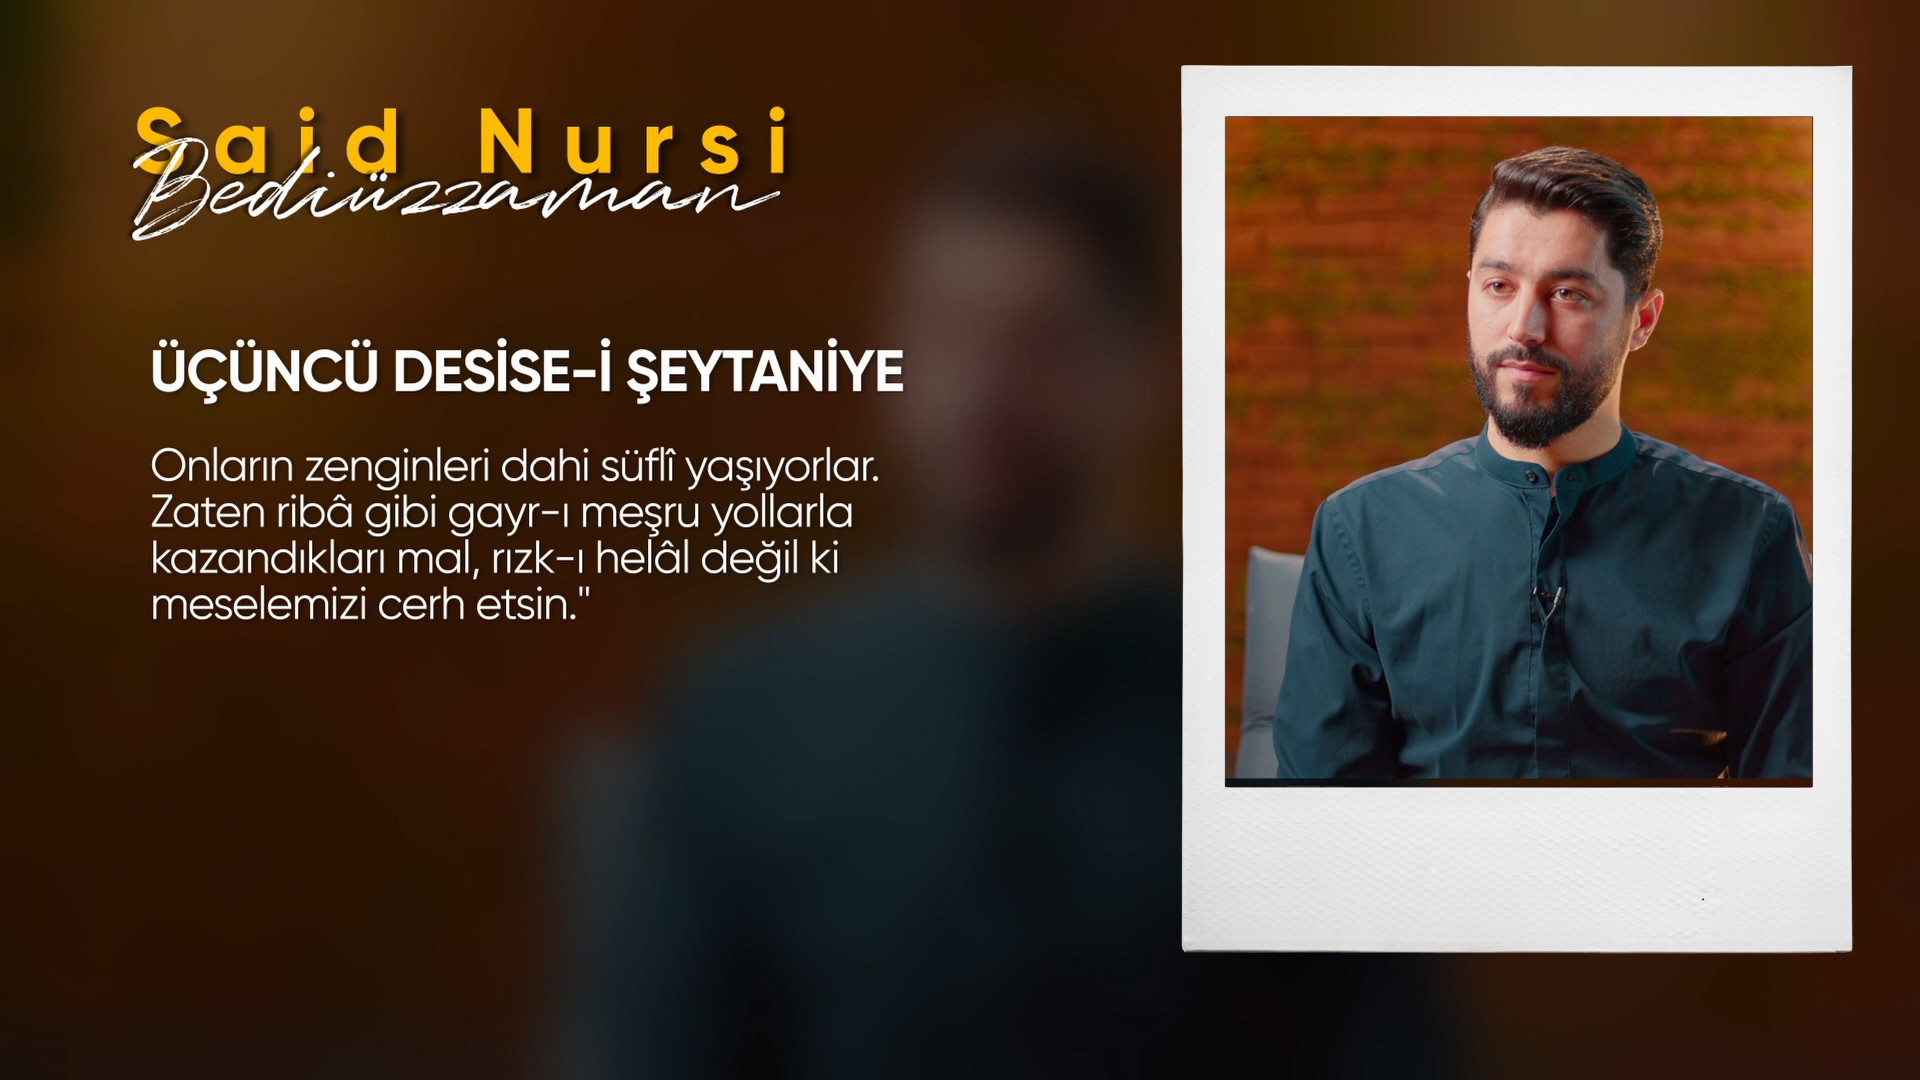 Said Nursi
Bediüzzaman
ÜÇÜNCÜ DESİSE-İ ŞEYTANİYE
Onların zenginleri dahi süflî yaşıyorlar.
Zaten ribâ gibi gayr-ı meşru yollarla
kazandıkları mal, rızk-ı helâl değil ki
meselemizi cerh etsin."